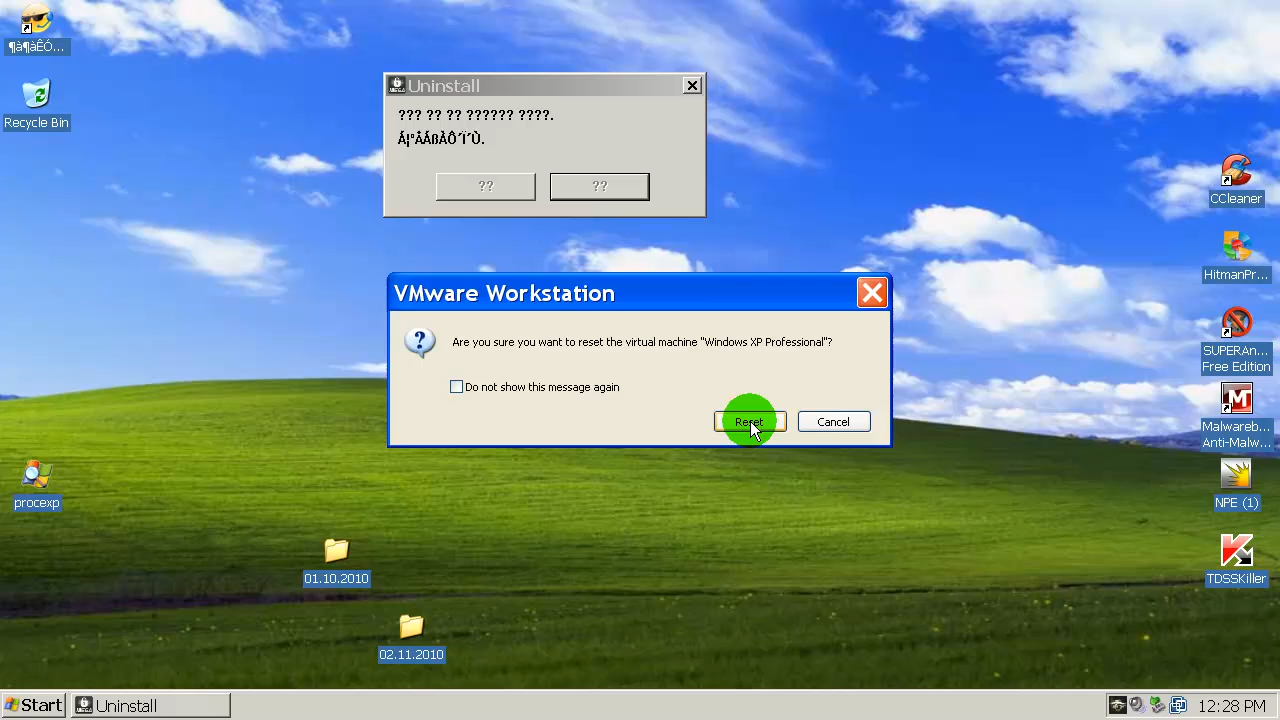 ¶à¶àÊÓ...
Recycle Bin
Uninstall
??? ?? ?? ?????? ????.
Á¦°ÅÁßÀÔ´Ï´Ù.
??
??
CCleaner
HitmanPr...
VMware Workstation
Are you sure you want to reset the virtual machine "Windows XP Professional"?
Do not show this message again
Reset
Cancel
SUPERAn...
Free Edition
Malwareb...
Anti-Malw...
procexp
NPE (1)
01.10.2010
TDSSKiller
02.11.2010
Start
Uninstall
12:28 PM